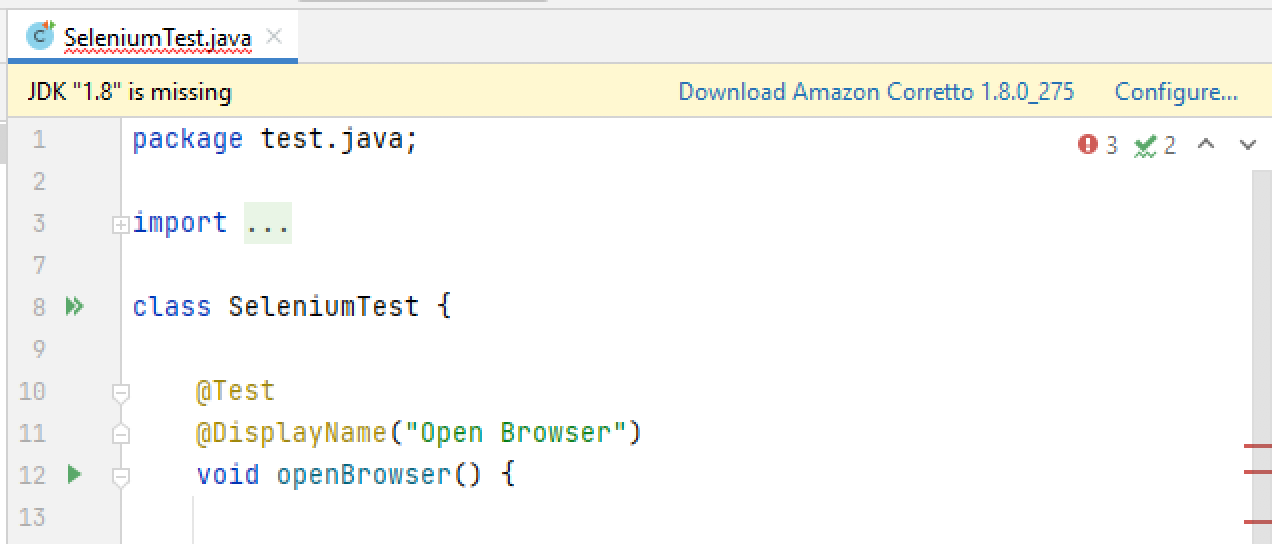 C SeleniumTest.java
JDK "1.8" is missing Download Amazon Corretto 1.8.0_275 Configure...
1 package test.java;
3 2
2
3 import ...
7
8 class SeleniumTest {
9
10 @Test
11 @DisplayName("Open Browser")
12 void openBrowser() {
13